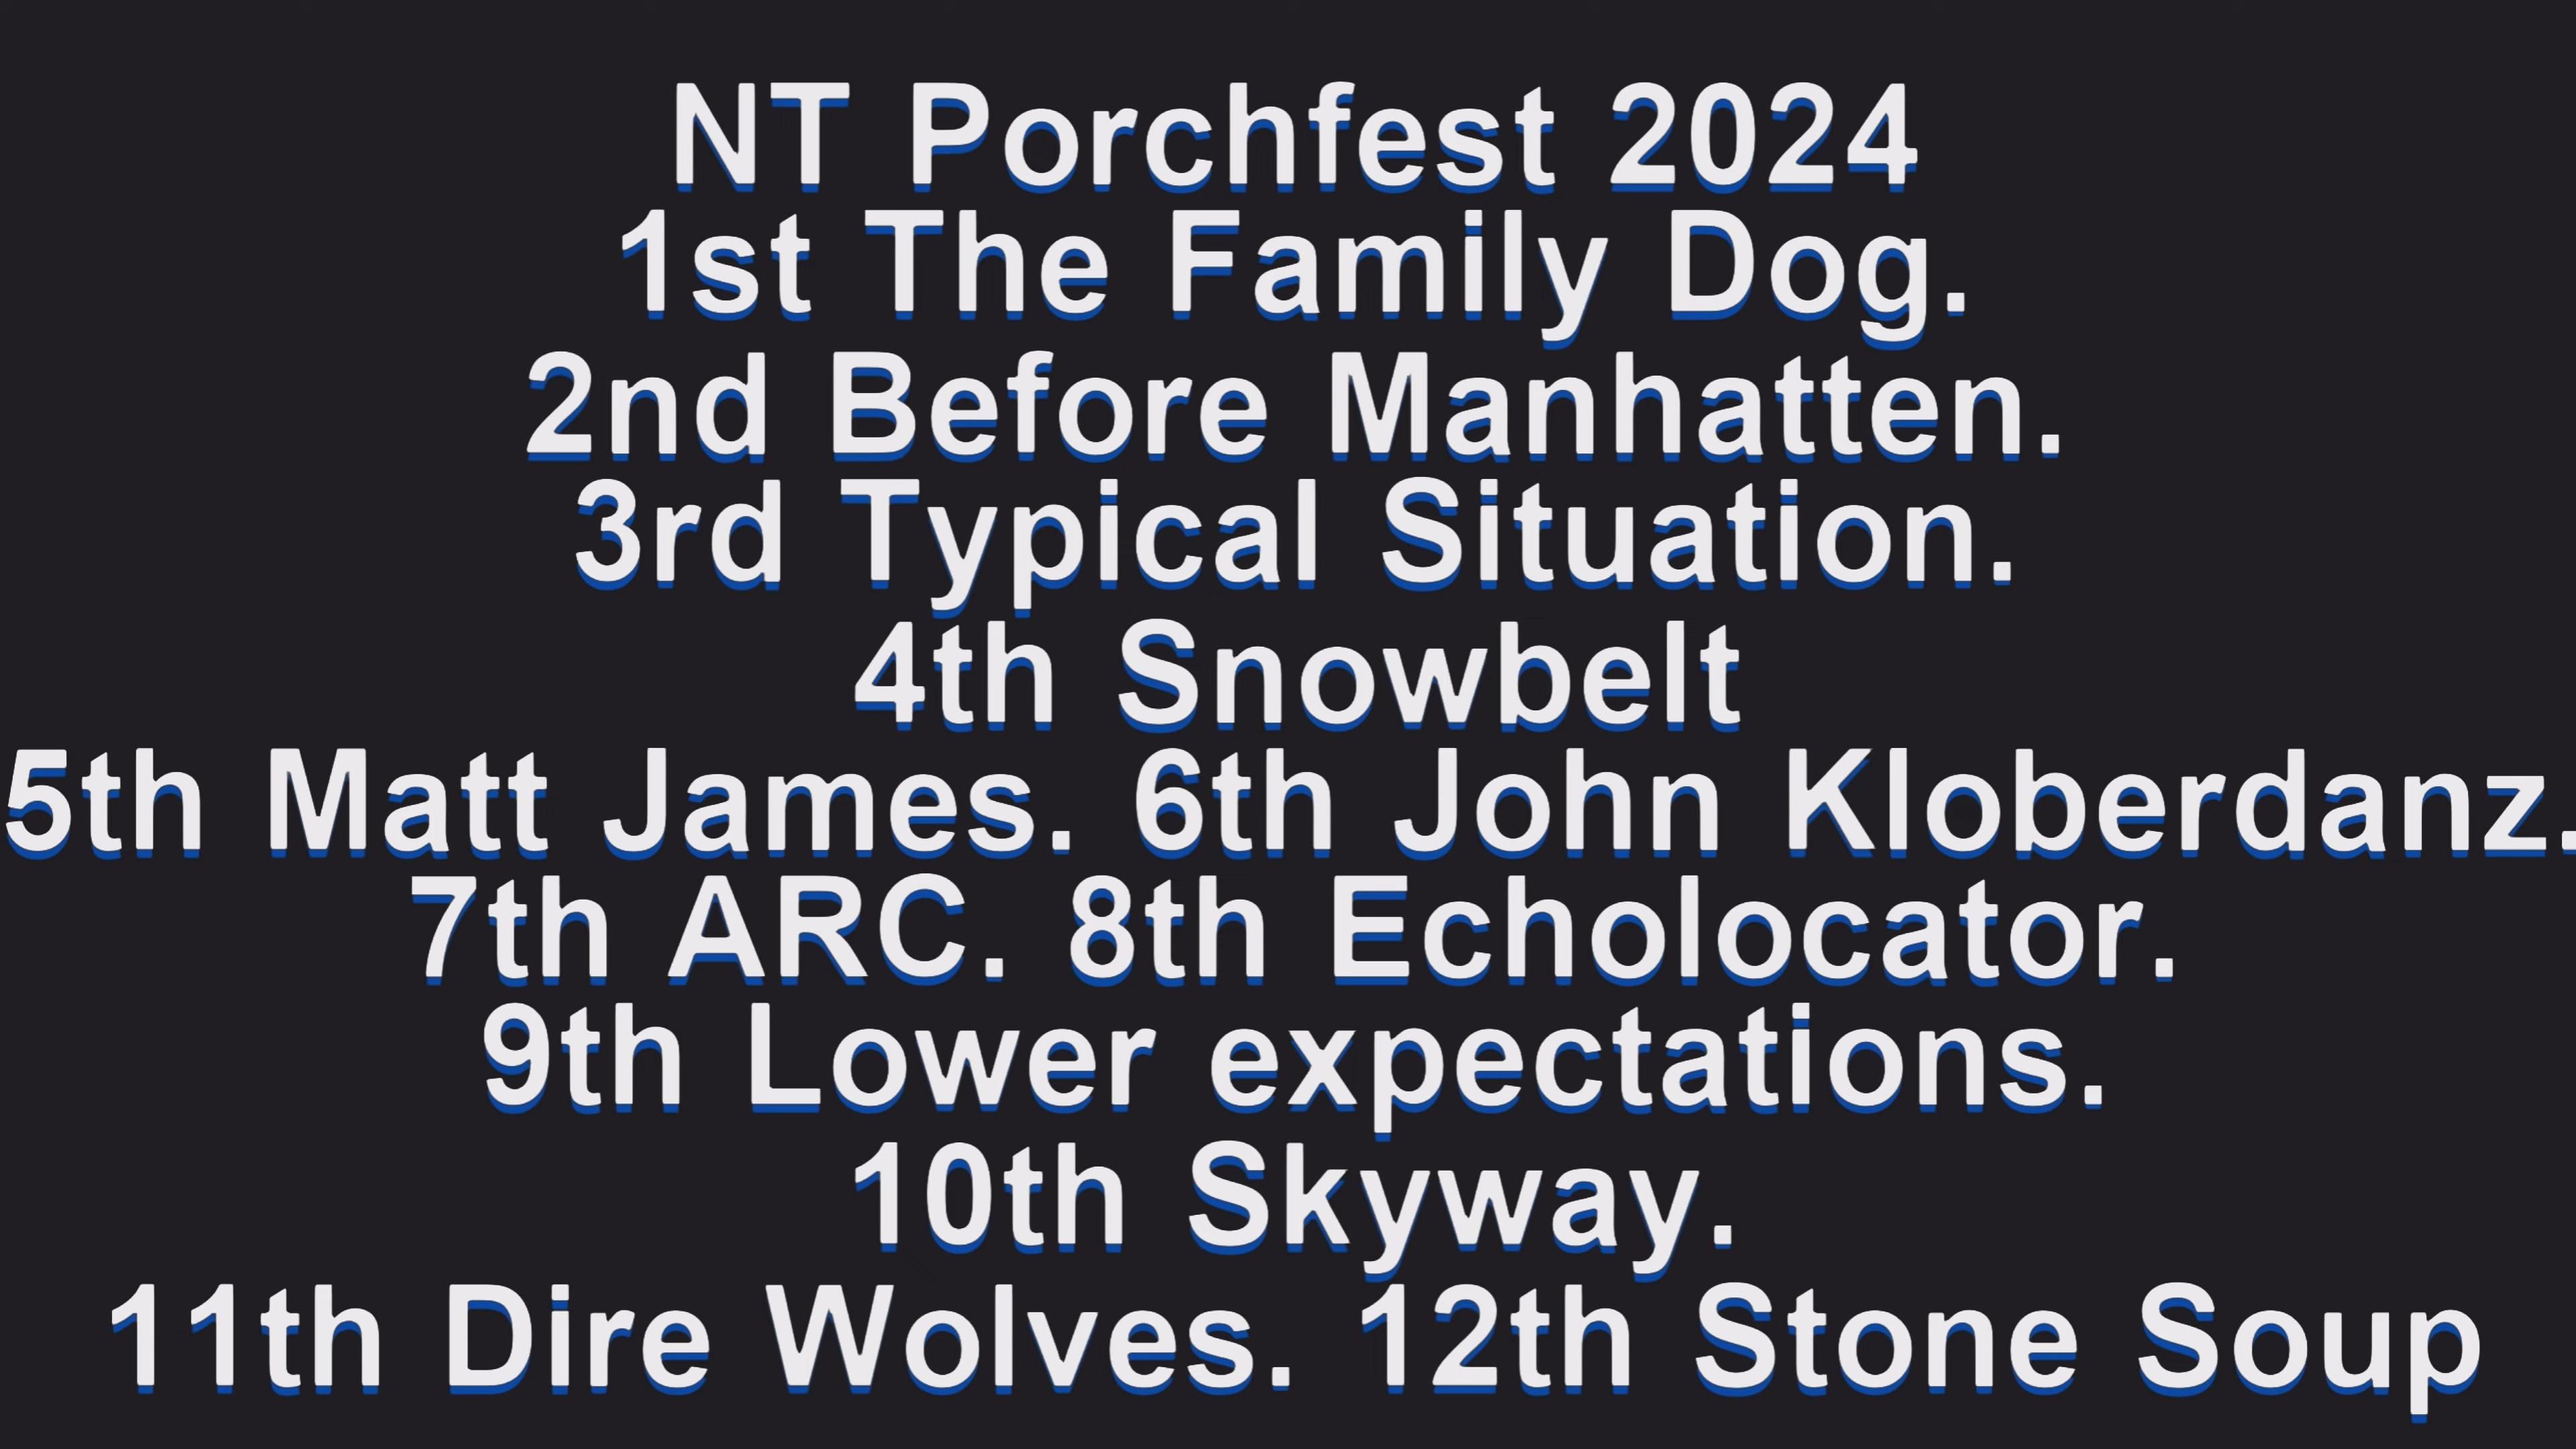 NT Porchfest 2024
1st The Family Dog.
2nd Before Manhatten.
3rd Typical Situation.
4th Snowbelt
5th Matt James. 6th John Kloberdanz.
7th ARC. 8th Echolocator.
9th Lower expectations.
10th Skyway.
11th Dire Wolves. 12th Stone Soup